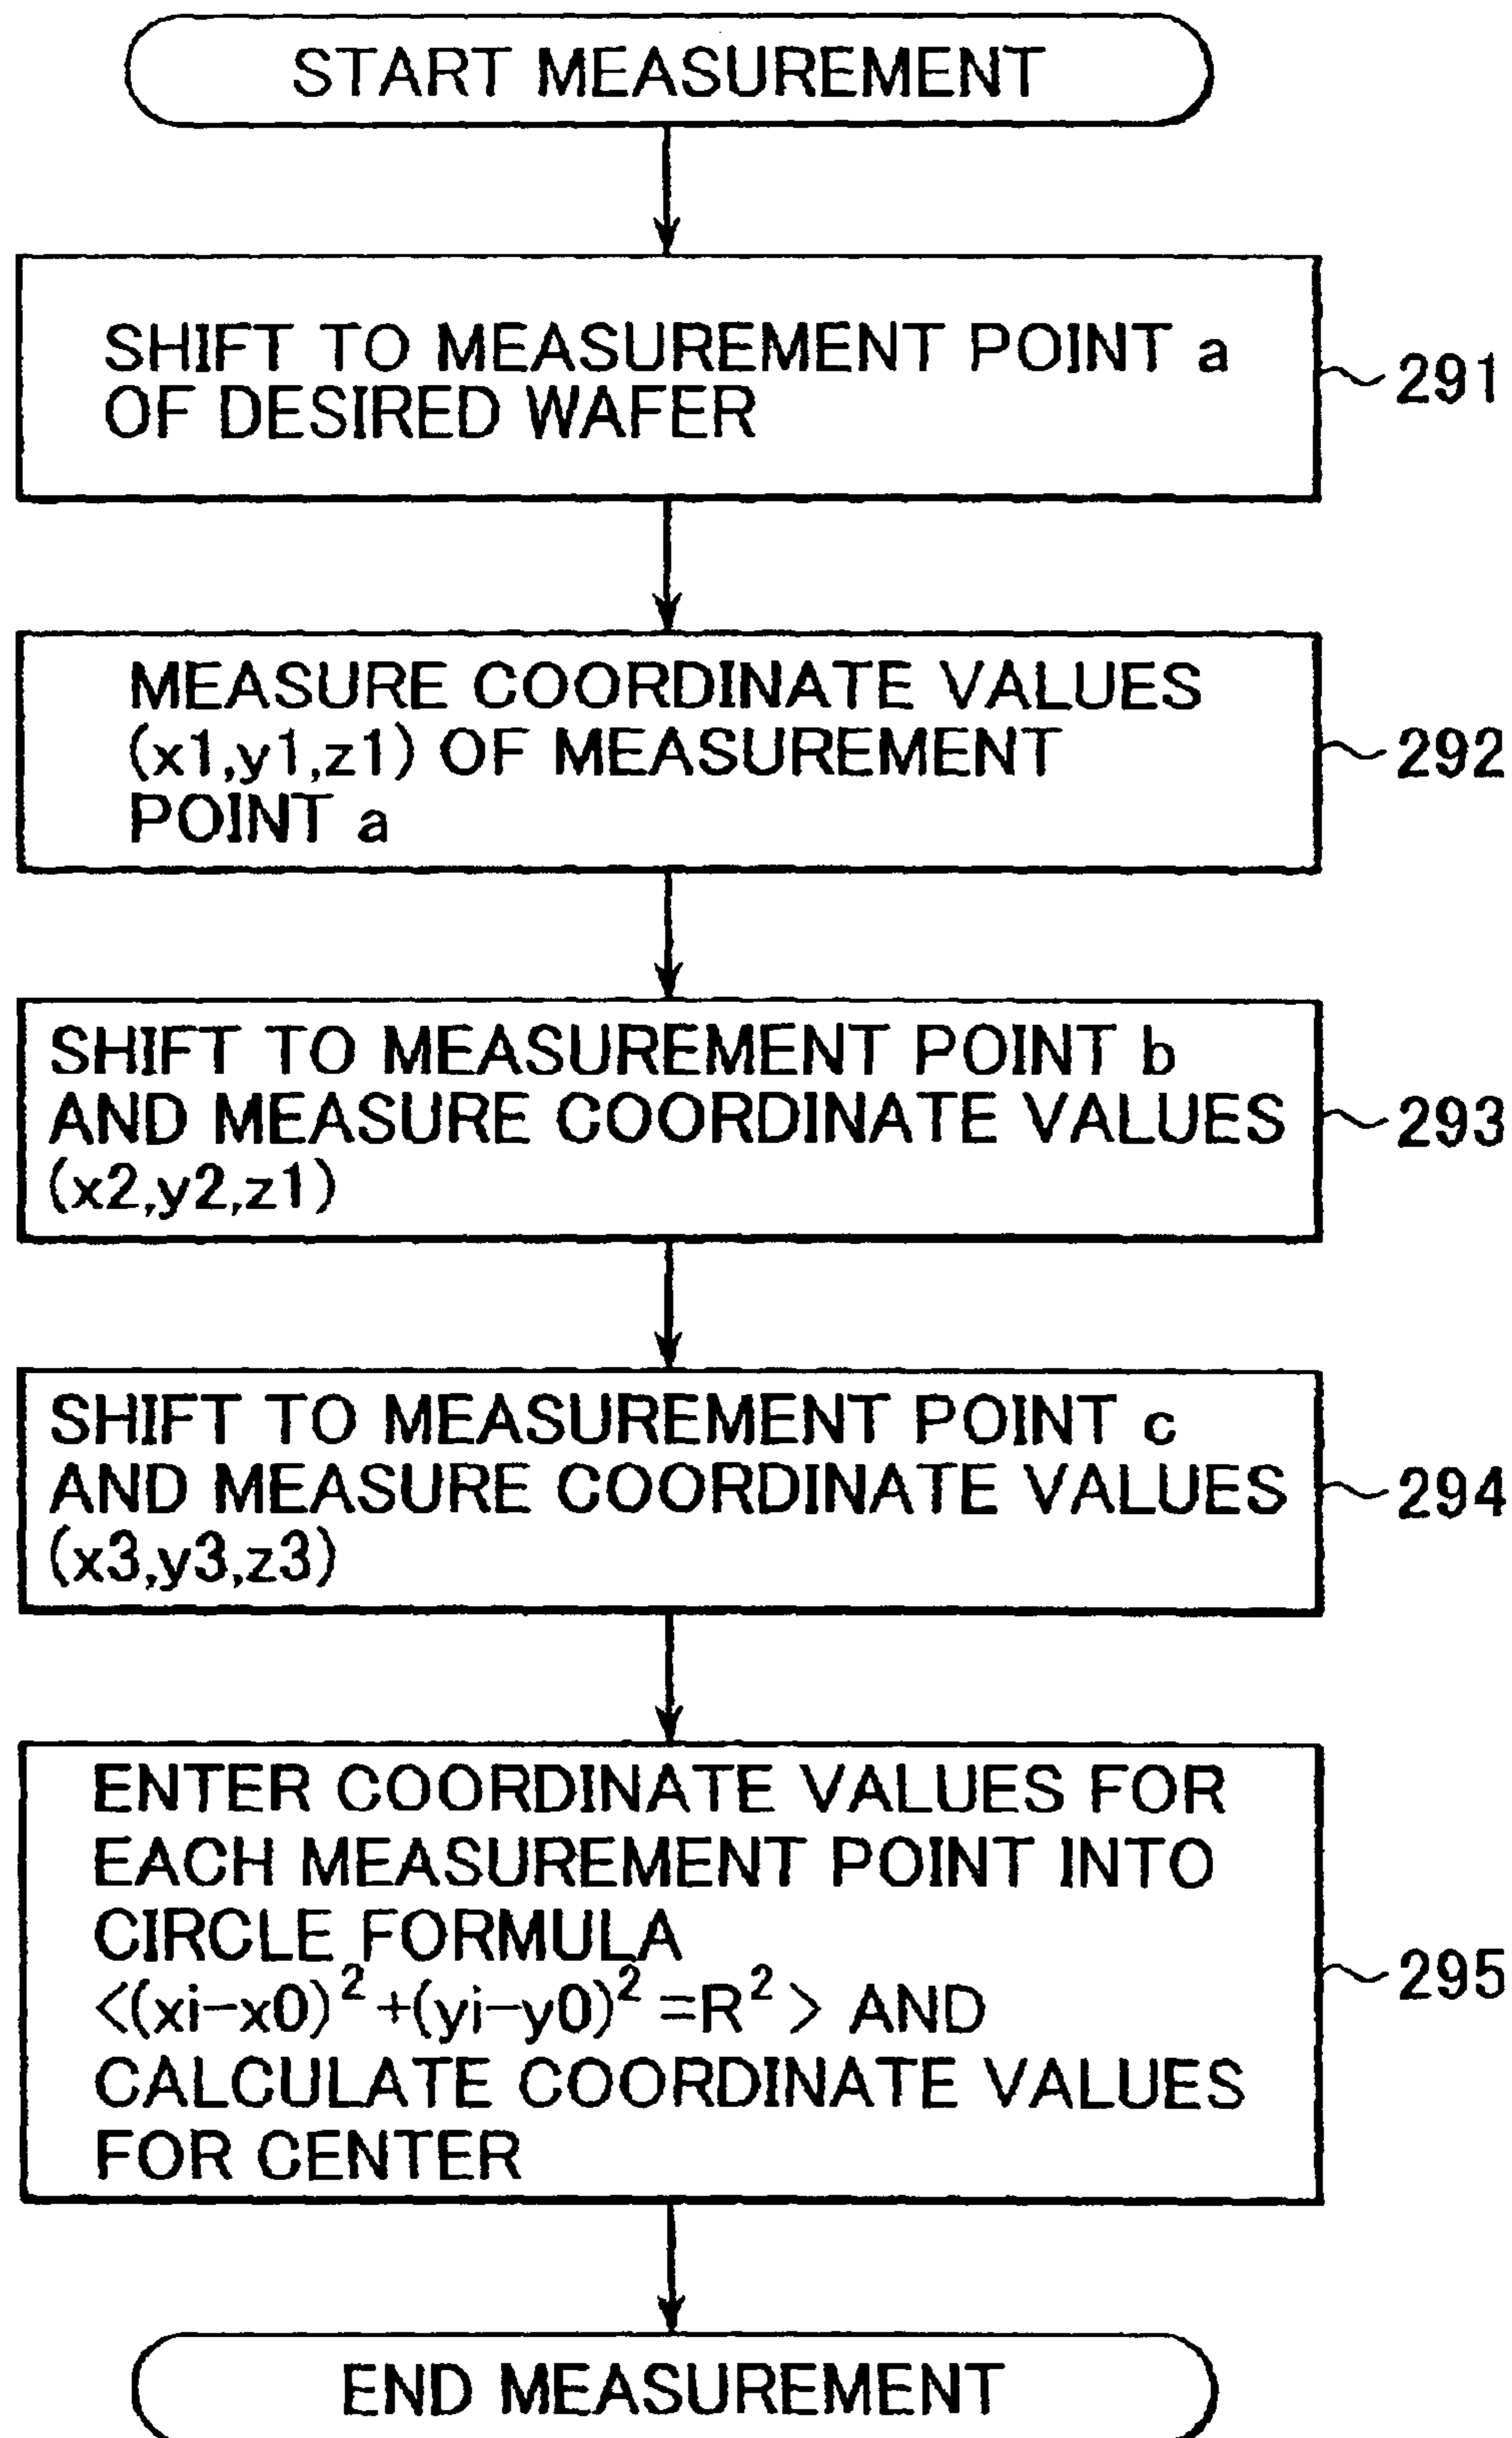 START MEASUREMENT
SHIFT TO MEASUREMENT POINT a
OF DESIRED WAFER
291
MEASURE COORDINATE VALUES
(x1,y1,z1) OF MEASUREMENT
POINT a
292
SHIFT TO MEASUREMENT POINT b
AND MEASURE COORDINATE VALUES
(x2,y2,z1)
293
SHIFT TO MEASUREMENT POINT c
AND MEASURE COORDINATE VALUES
(x3,y3,z3)
294
ENTER COORDINATE VALUES FOR
EACH MEASUREMENT POINT INTO
CIRCLE FORMULA
<(xi-x0)²+(yi-y0)²=R²> AND
CALCULATE COORDINATE VALUES
FOR CENTER
295
END MEASUREMENT